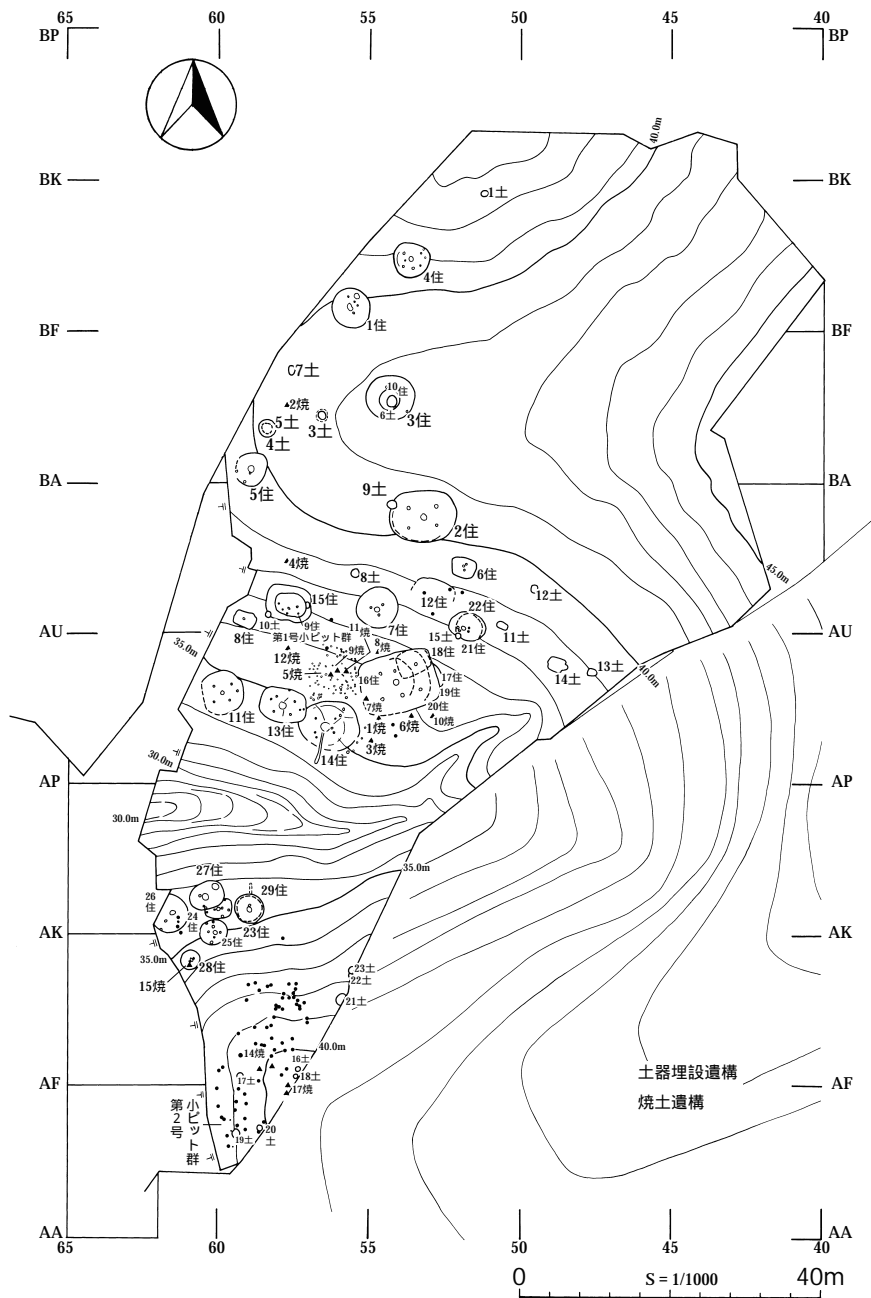 65 60 55 50 45 40
BP BP
40.0m
BK BK
1土
4住
1住
BF BF
7土
10住
2焼
6土
3住
5土
3土
4土
BA BA
9土
5住
2住
4焼
8土
6住
45.0m
12土
15住
12住
22住
10土
9住
11焼
7住
15土
11土
AU AU
8住
第1号小ピット群
8焼
21住
35.0m
12焼
9焼
18住
5焼
16住
17住
14土
13土
40.0m
19住
11住
7焼
20住
13住
1焼
6焼
10焼
3焼
14住
30.0m
AP AP
30.0m
35.0m
27住
29住
26住
24住
23住
AK AK
25住
35.0m
28住
23土
22土
15焼
21土
40.0m
14焼
16土
17土
18土
土器埋設遺構
AF AF
17焼
焼土遺構
第2号
小ピット群
19土
20土
AA AA
65 60 55 50 45 40
0 S = 1/1000 40m